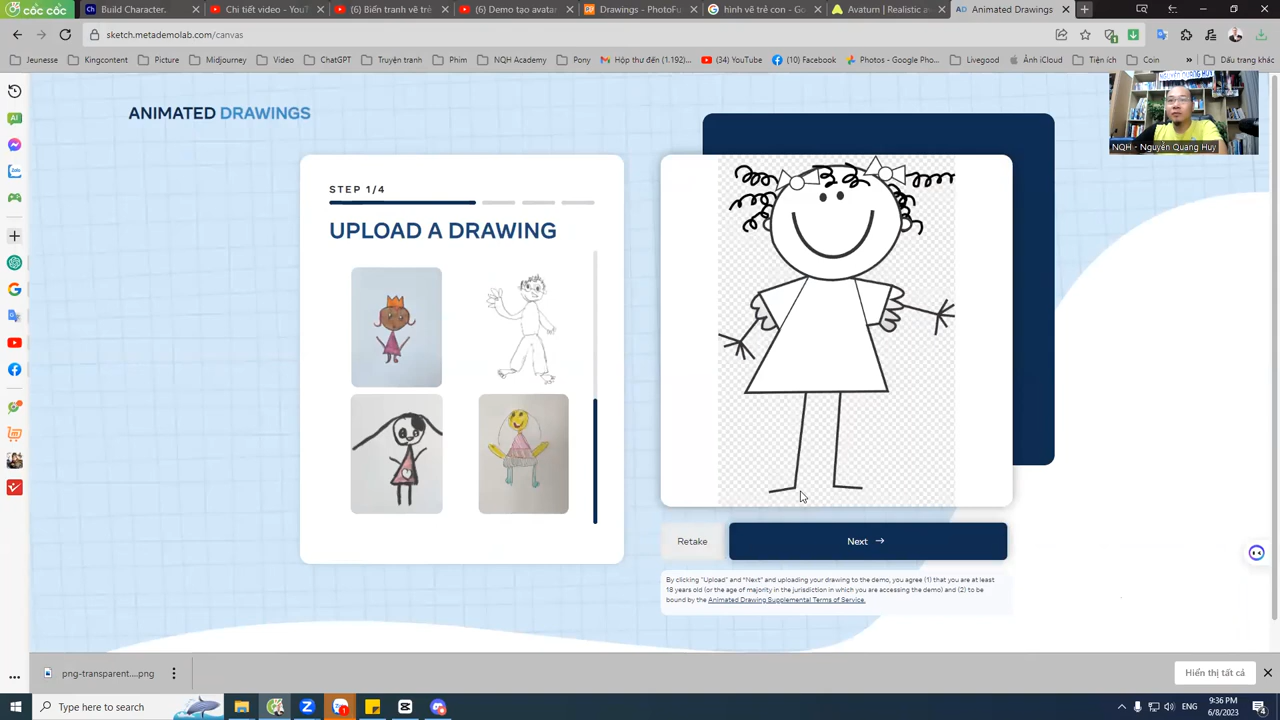 CỐC CỐC
Chi tiết video - YouT
(6) Biến tranh vẽ trẻ
(6) Demo tạo avatar
Drawings - PhotoFu
hình vẽ trẻ con - Go
Avaturn | Realistic a
Animated Drawings
sketch.metademolab.com/canvas
Jeunesse
Kingcontent
Picture
Midjourney
Video
ChatGPT
Truyện tranh
Phim
NQH Academy
Pony
Hộp thư đến (1.192)...
(34) YouTube
(10) Facebook
Photos - Google Pho...
Livegood
Ảnh iCloud
Tiện ích
Coin
Dấu trang khác
NGUYỄN QUANG HUY
NQH - Nguyễn Quang Huy
ANIMATED DRAWINGS
STEP 1/4
UPLOAD A DRAWING
Retake
Next →
By clicking "Upload" and "Next" and uploading your drawing to the demo, you agree (1) that you are at least
18 years old (or the age of majority in the jurisdiction in which you are accessing the demo) and (2) to be
bound by the Animated Drawing Supplemental Terms of Service.
png-transparent....png
Hiển thị tất cả
Type here to search
ENG
9:36 PM
6/8/2023